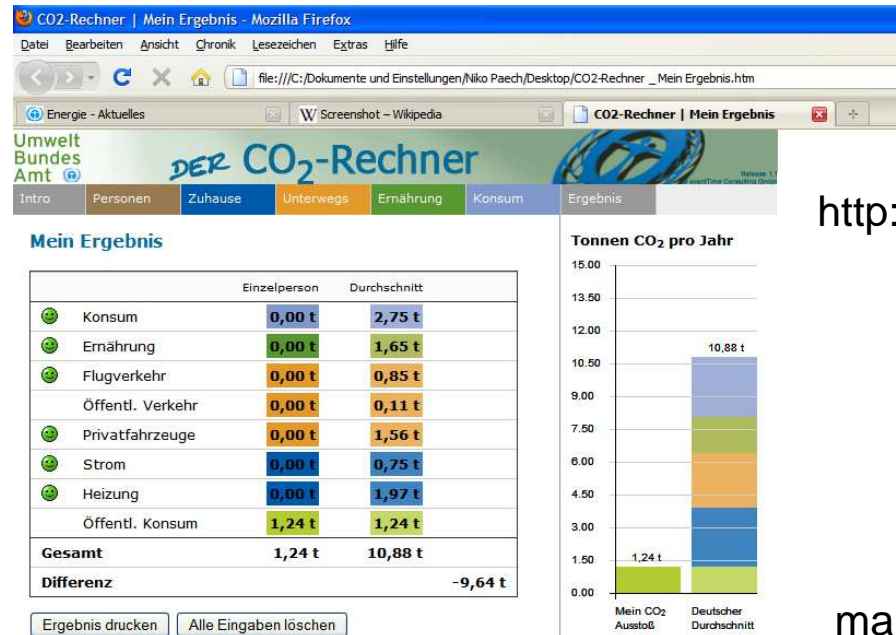 CO2-Rechner | Mein Ergebnis - Mozilla Firefox
Datei Bearbeiten Ansicht Chronik Lesezeichen Extras Hilfe
file:///C:/Dokumente und Einstellungen/Niko Paech/Desktop/CO2-Rechner _ Mein Ergebnis.htm
Energie - Aktuelles Screenshot – Wikipedia CO2-Rechner | Mein Ergebnis
Umwelt
Bundes
Amt
DER CO2-Rechner
Intro Personen Zuhause Unterwegs Ernährung Konsum Ergebnis
http:
Mein Ergebnis
Einzelperson Durchschnitt
Konsum 0,00 t 2,75 t
Ernährung 0,00 t 1,65 t
Flugverkehr 0,00 t 0,85 t
Öffentl. Verkehr 0,00 t 0,11 t
Privatfahrzeuge 0,00 t 1,56 t
Strom 0,00 t 0,75 t
Heizung 0,00 t 1,97 t
Öffentl. Konsum 1,24 t 1,24 t
Gesamt 1,24 t 10,88 t
Differenz -9,64 t
Ergebnis drucken Alle Eingaben löschen
Tonnen CO2 pro Jahr
15.00
13.50
12.00
10,88 t
10.50
9.00
7.50
6.00
4.50
3.00
1.50
1,24 t
0.00
Mein CO2 Ausstoß
Deutscher Durchschnitt
ma